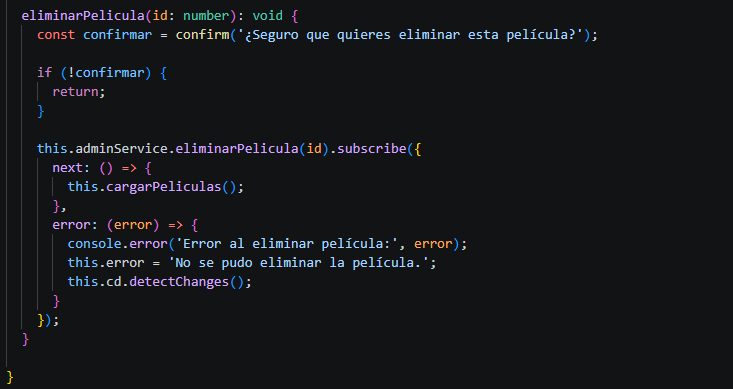 eliminarPelicula(id: number): void {
const confirmar = confirm('¿Seguro que quieres eliminar esta película?');
if (!confirmar) {
return;
}
this.adminService.eliminarPelicula(id).subscribe({
next: () => {
this.cargarPeliculas();
},
error: (error) => {
console.error('Error al eliminar película:', error);
this.error = 'No se pudo eliminar la película.';
this.cd.detectChanges();
}
});
}
}